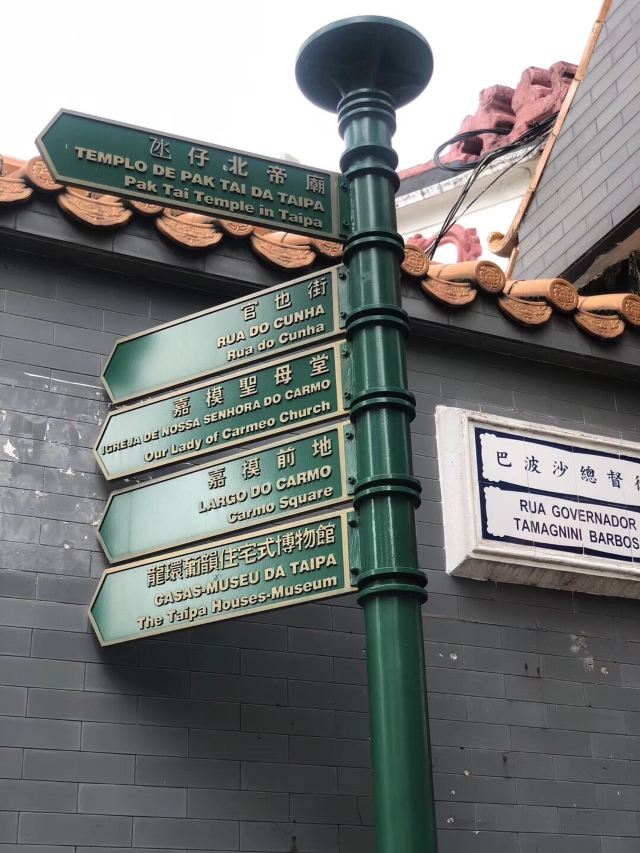 氹仔北帝廟
TEMPLO DE PAK TAI DA TAIPA
Pak Tai Temple in Taipa
官也街
RUA DO CUNHA
Rua do Cunha
嘉模聖母堂
IGREJA DE NOSSA SENHORA DO CARMO
Our Lady of Carmeo Church
嘉模前地
LARGO DO CARMO
Carmo Square
龍環葡韻住宅式博物館
CASAS-MUSEU DA TAIPA
The Taipa Houses-Museum
巴波沙總督街
RUA GOVERNADOR
TAMAGNINI BARBOS